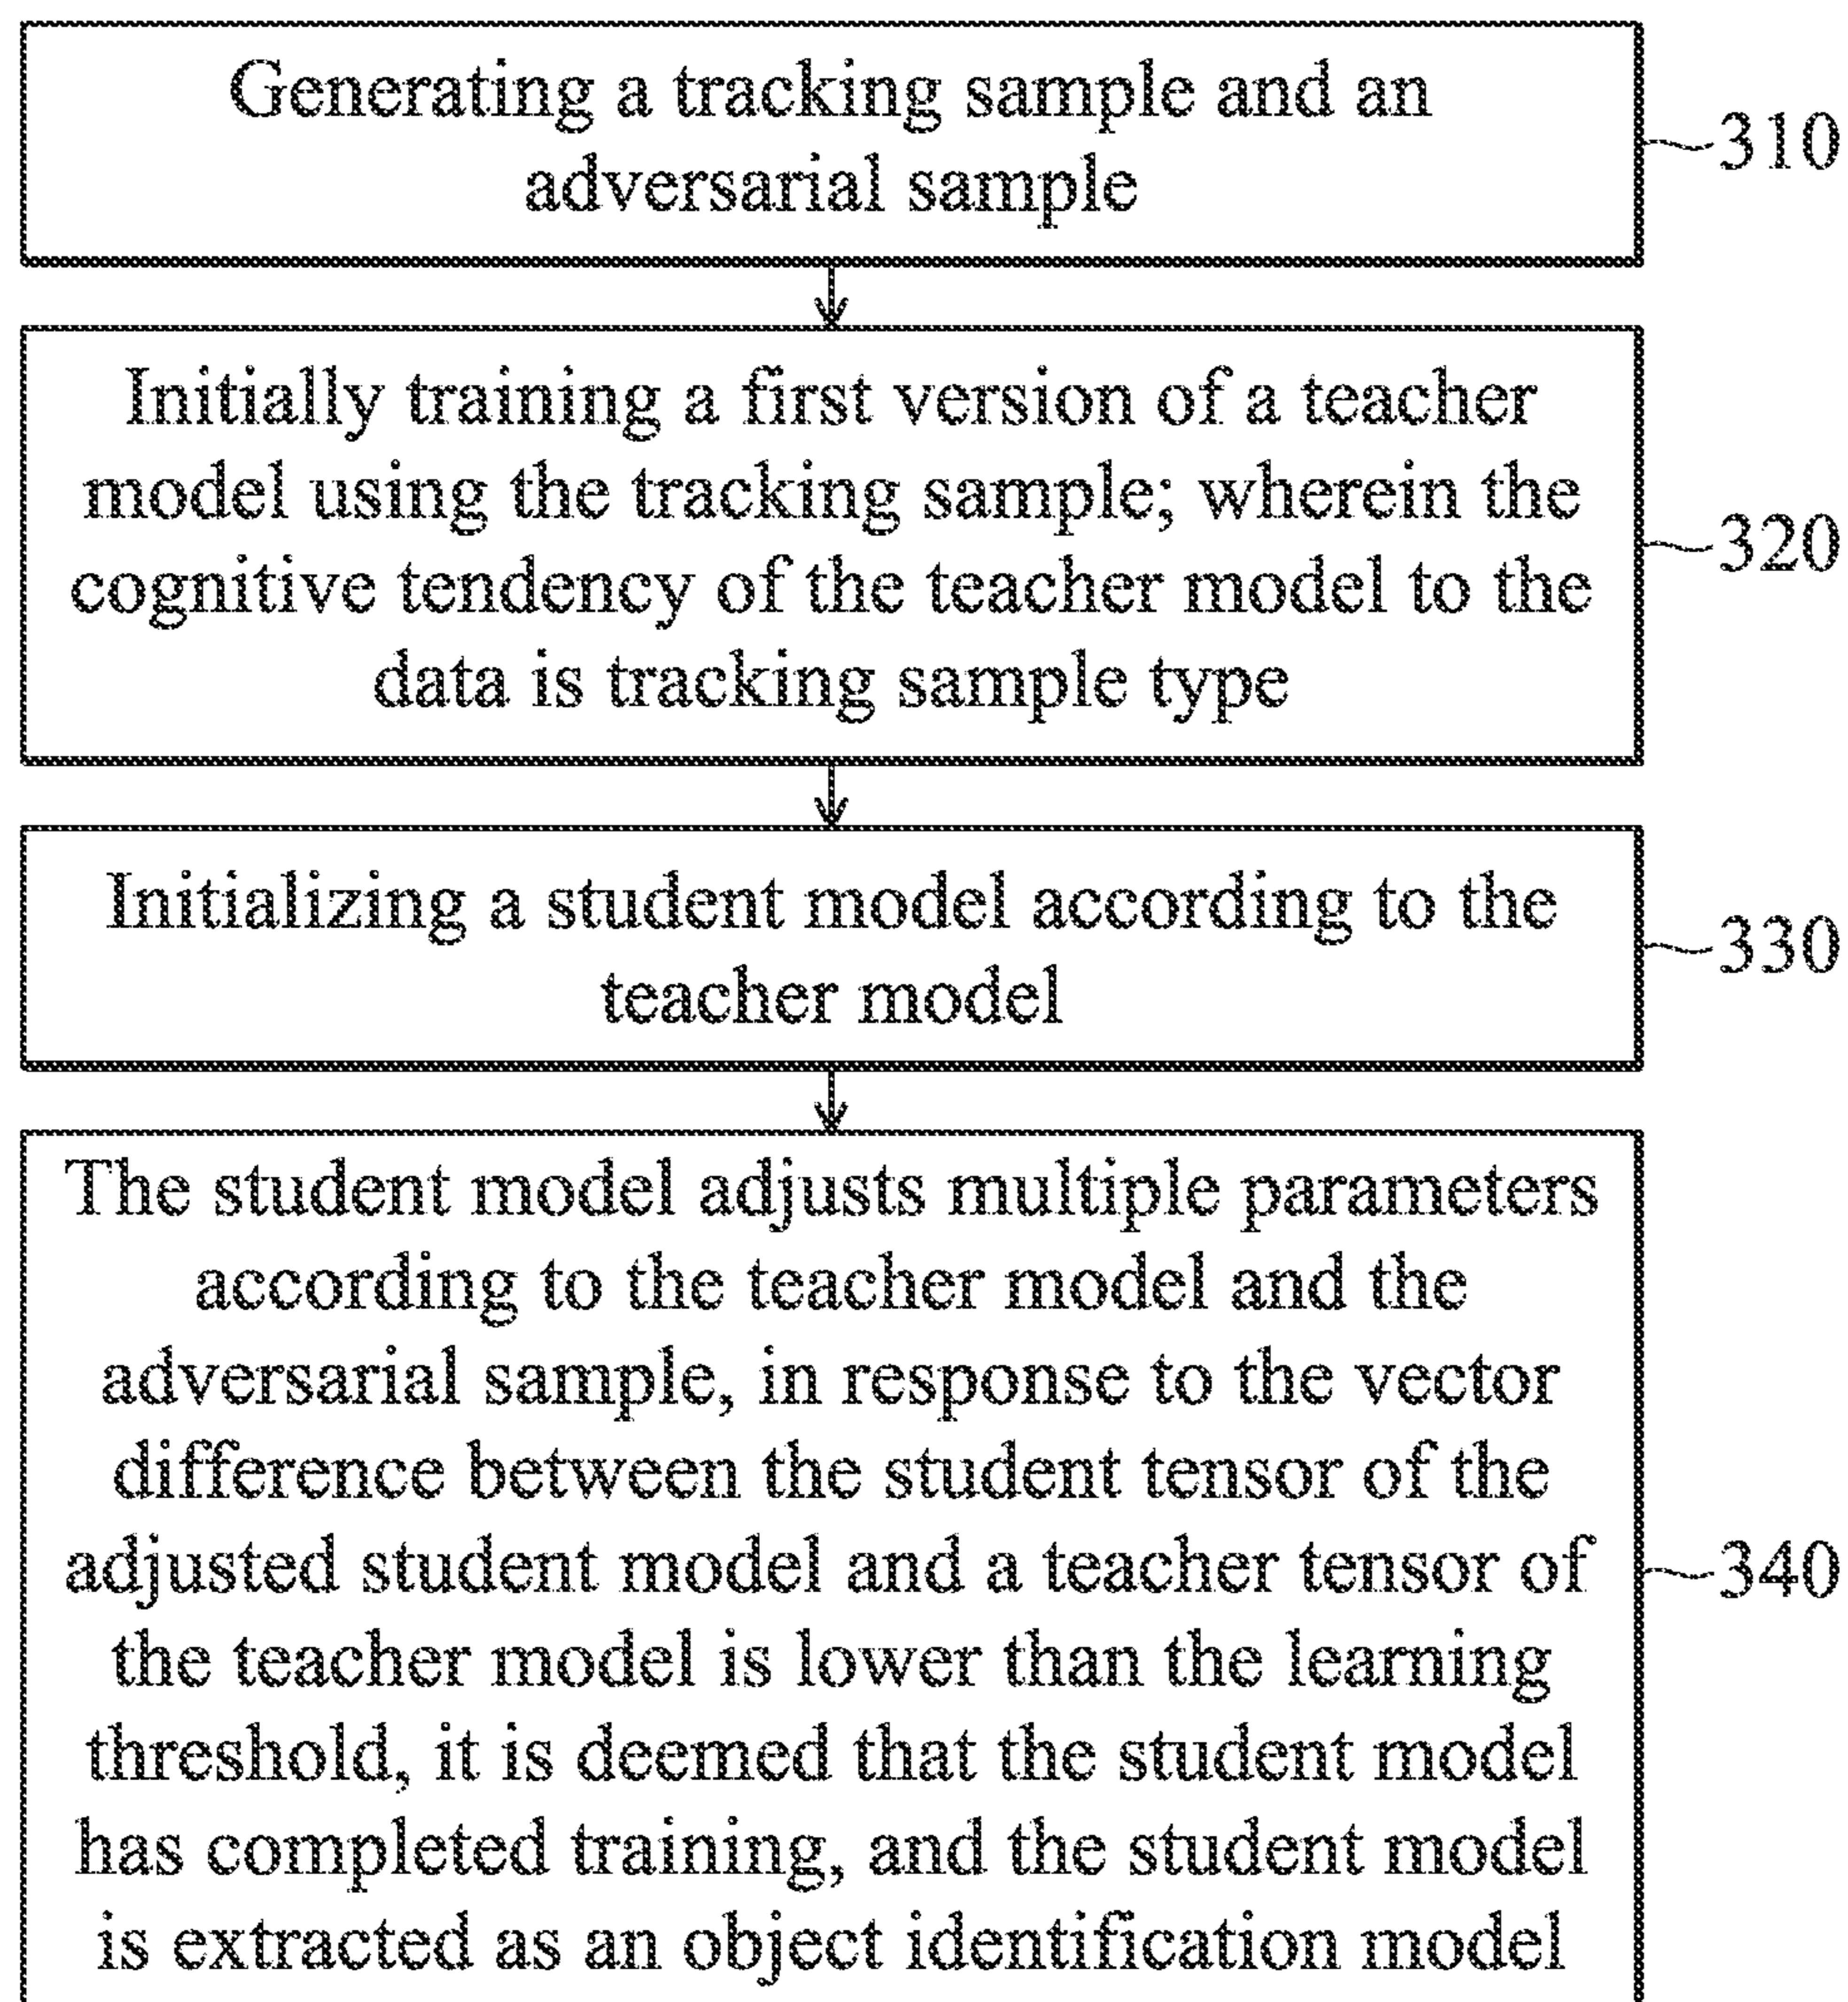 Generating a tracking sample and an
adversarial sample
310
Initially training a first version of a teacher
model using the tracking sample; wherein the
cognitive tendency of the teacher model to the
data is tracking sample type
320
Initializing a student model according to the
teacher model
330
The student model adjusts multiple parameters
according to the teacher model and the
adversarial sample, in response to the vector
difference between the student tensor of the
adjusted student model and a teacher tensor of
the teacher model is lower than the learning
threshold, it is deemed that the student model
has completed training, and the student model
is extracted as an object identification model
340